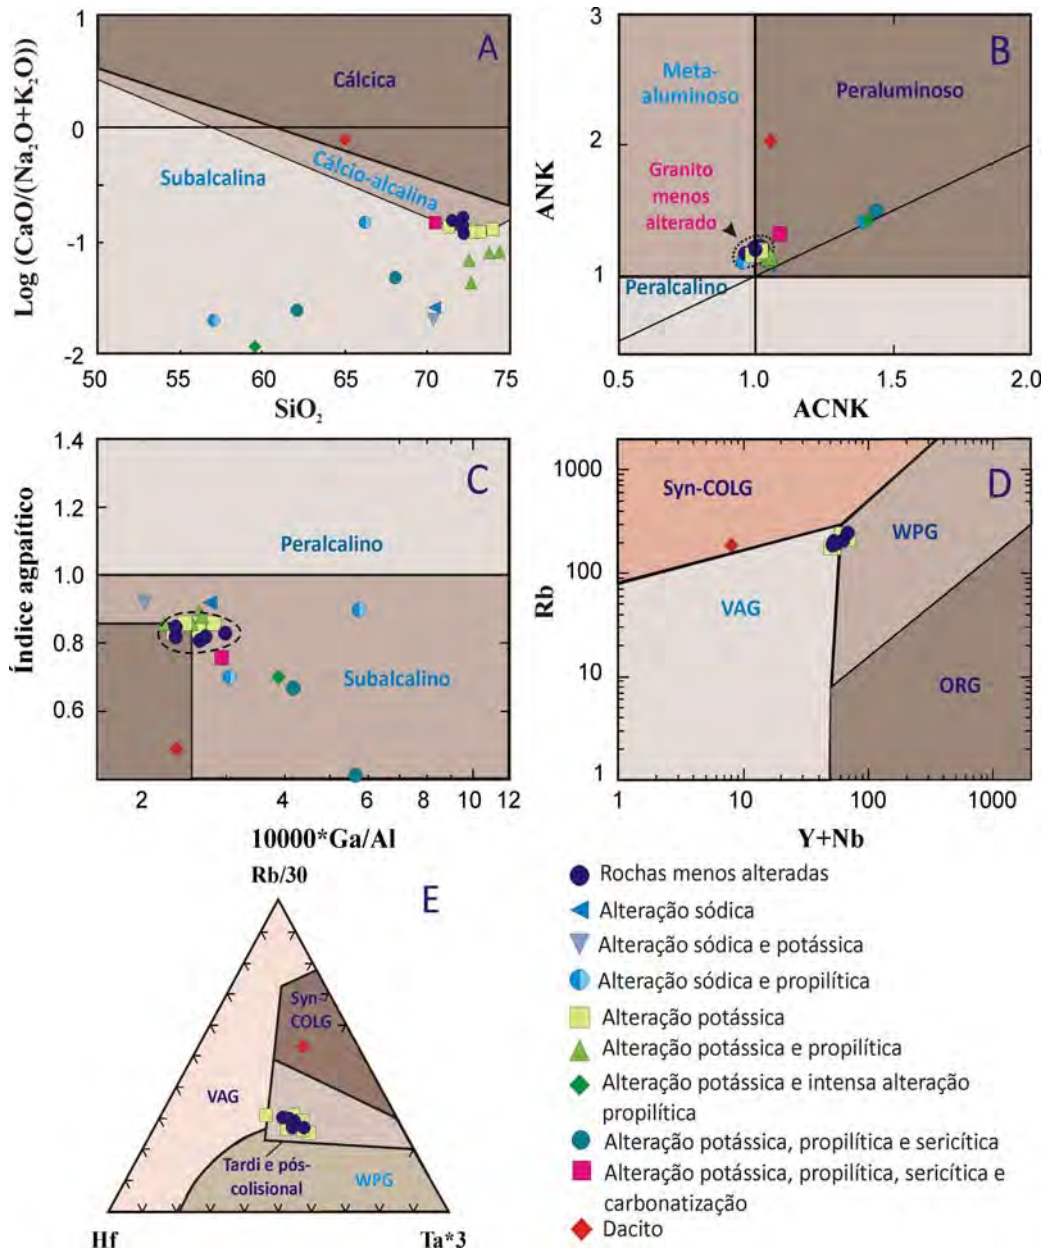 A
Cálcica
Cálcio-alcalina
Subalcalina
Log (CaO/(Na₂O+K₂O))
1
0
-1
-2
50
55
60
65
70
75
SiO₂
B
Meta-
aluminoso
Peraluminoso
Granito
menos
alterado
Peralcalino
ANK
3
2
1
0.5
1.0
1.5
2.0
ACNK
C
Peralcalino
Subalcalino
Índice agpaítico
1.4
1.2
1.0
0.8
0.6
2
4
6
8
10
12
10000*Ga/Al
D
Syn-COLG
WPG
VAG
ORG
Rb
1000
100
10
1
1
10
100
1000
Y+Nb
E
Rb/30
Syn-
COLG
VAG
Tardi e pós-
colisional
WPG
Hf
Ta*3
Rochas menos alteradas
Alteração sódica
Alteração sódica e potássica
Alteração sódica e propilítica
Alteração potássica
Alteração potássica e propilítica
Alteração potássica e intensa alteração
propilítica
Alteração potássica, propilítica e sericítica
Alteração potássica, propilítica, sericítica e
carbonatização
Dacito